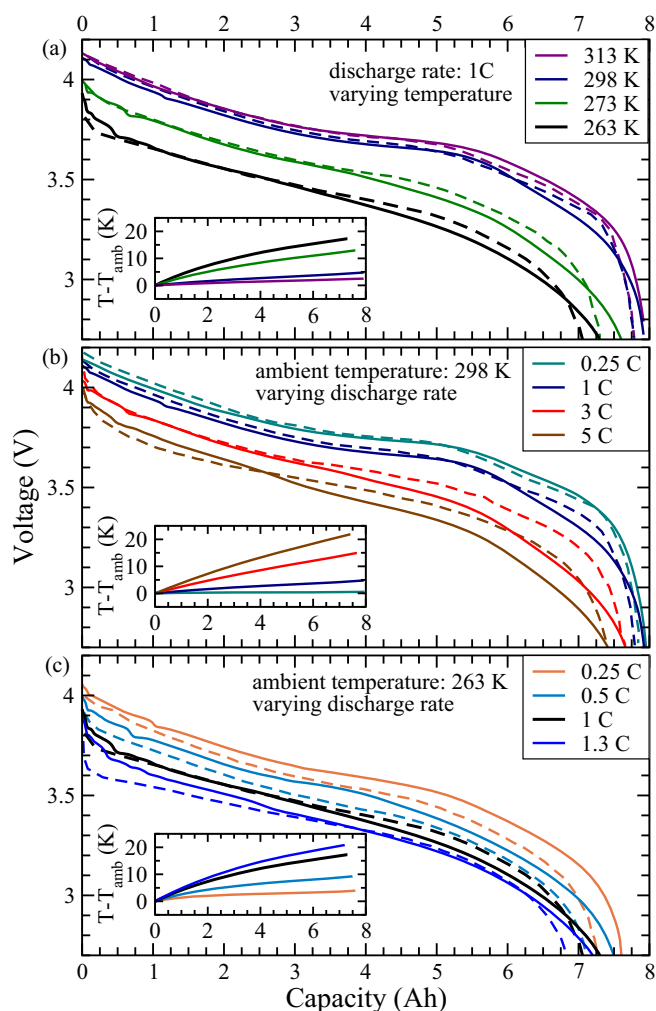 0 1 2 3 4 5 6 7 8
(a)
discharge rate: 1C
varying temperature
313 K
298 K
273 K
263 K
4
3.5
3
T-T_amb (K)
20
10
0
0 2 4 6 8
(b)
ambient temperature: 298 K
varying discharge rate
0.25 C
1 C
3 C
5 C
4
3.5
3
Voltage (V)
T-T_amb (K)
20
10
0
0 2 4 6 8
(c)
ambient temperature: 263 K
varying discharge rate
0.25 C
0.5 C
1 C
1.3 C
4
3.5
3
T-T_amb (K)
20
10
0
0 2 4 6 8
0 1 2 3 4 5 6 7 8
Capacity (Ah)